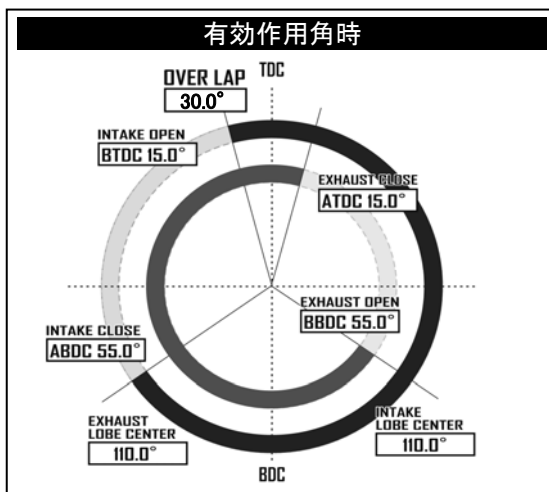 有効作用角時
TDC
OVER LAP
30.0°
INTAKE OPEN
BTDC 15.0°
EXHAUST CLOSE
ATDC 15.0°
EXHAUST OPEN
BBDC 55.0°
INTAKE CLOSE
ABDC 55.0°
EXHAUST
LOBE CENTER
110.0°
INTAKE
LOBE CENTER
110.0°
BDC